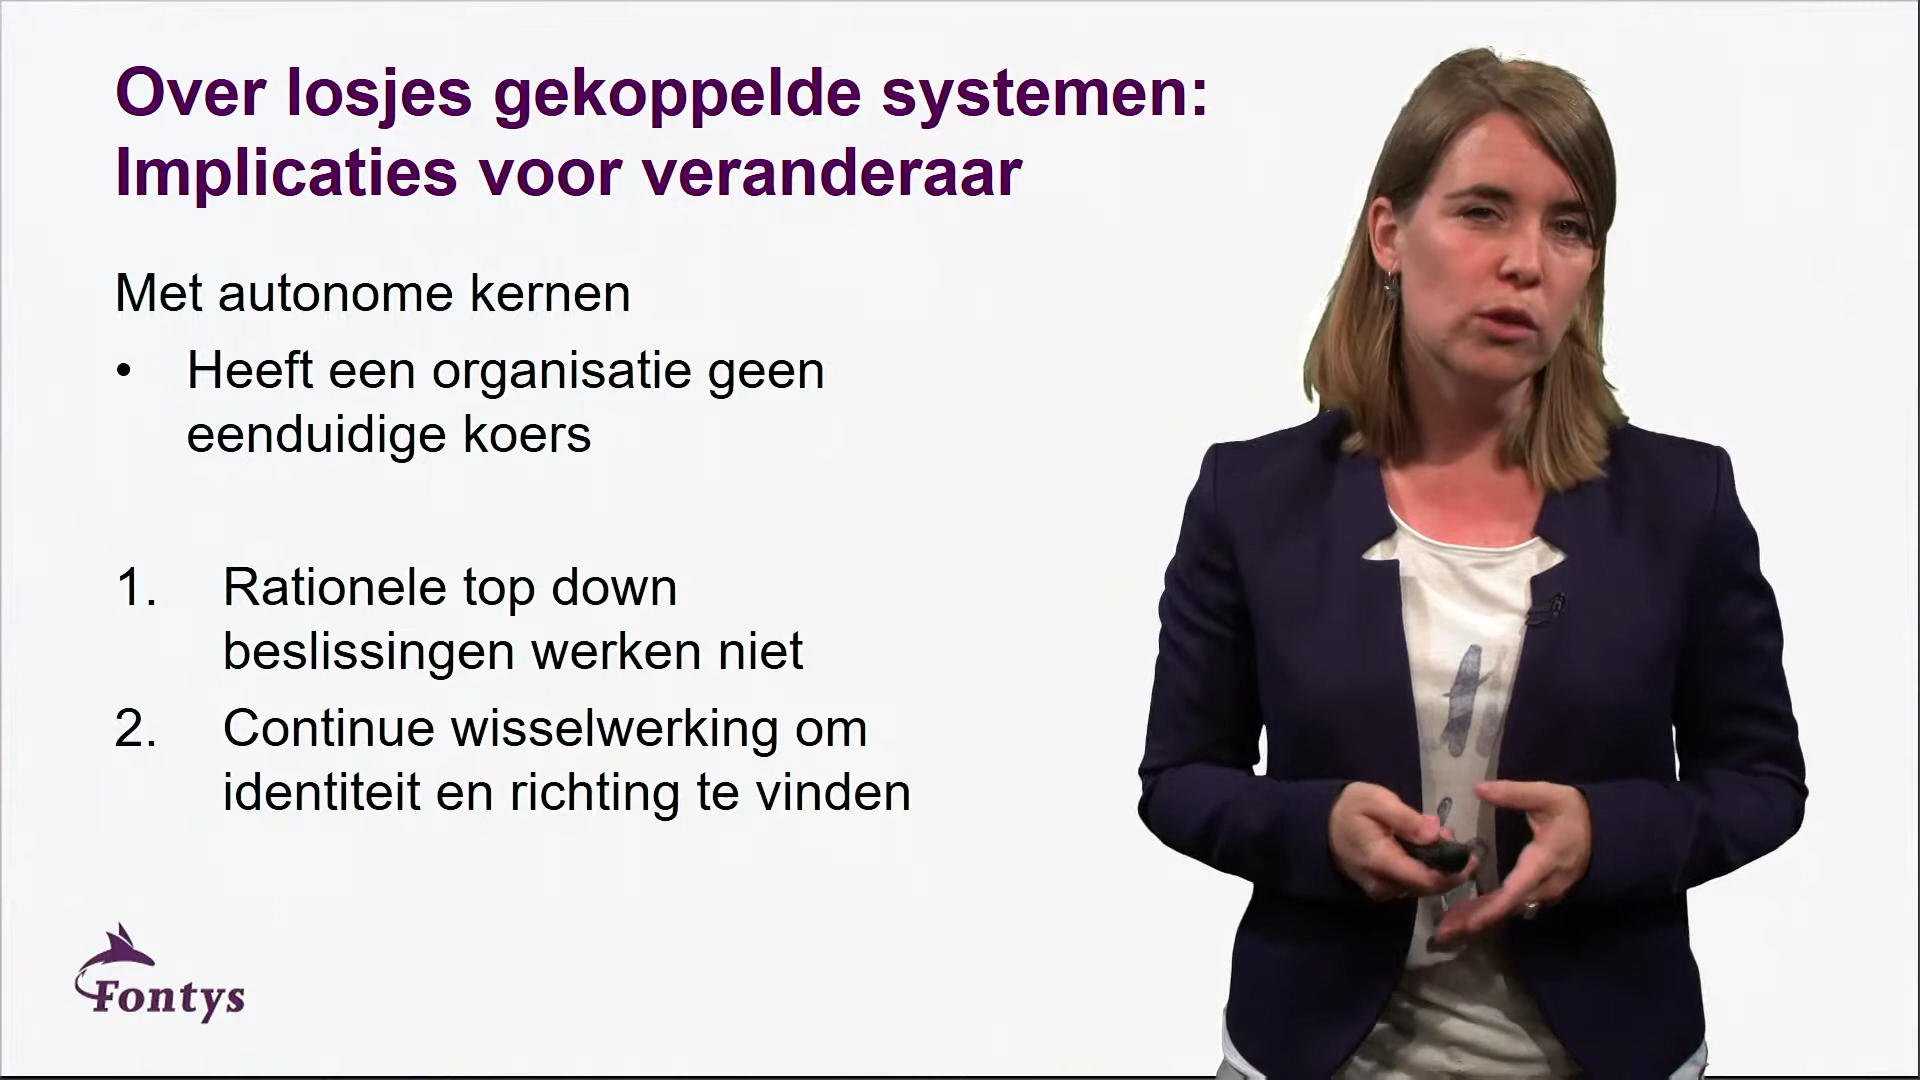 Over losjes gekoppelde systemen:
Implicaties voor veranderaar
Met autonome kernen
• Heeft een organisatie geen
eenduidige koers
1. Rationele top down
beslissingen werken niet
2. Continue wisselwerking om
identiteit en richting te vinden
Fontys